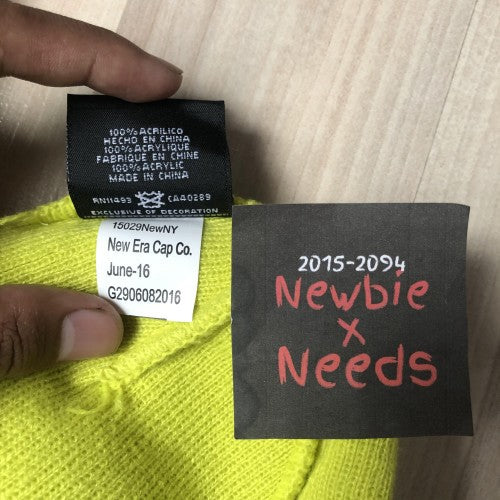 100% ACRILICO
HECHO EN CHINA
100% ACRYLIQUE
FABRIQUE EN CHINE
100% ACRYLIC
MADE IN CHINA
RN11493 CA40289
EXCLUSIVE OF DECORATION
15029NewNY
New Era Cap Co.
June-16
G2906082016
2015-2094
Newbie
x
Needs